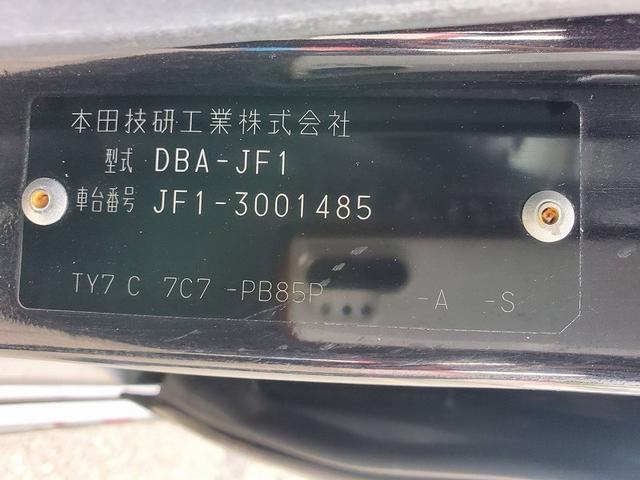 本田技研工業株式会社
型式 DBA-JF1
車台番号 JF1-3001485
TY7 C 7C7 -PB85P -A -S